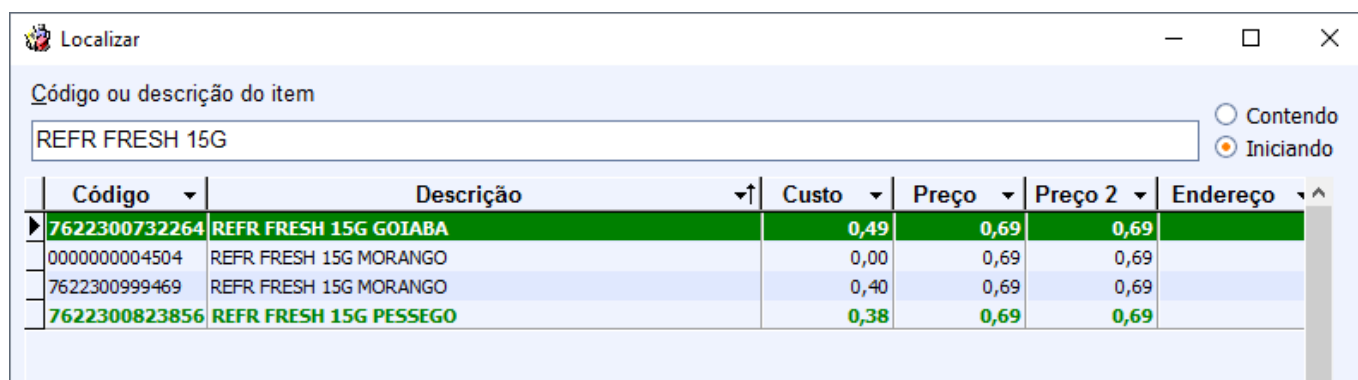 Localizar
Código ou descrição do item
REFR FRESH 15G
Contendo
Iniciando
Código Descrição Custo Preço Preço 2 Endereço
7622300732264 REFR FRESH 15G GOIABA 0,49 0,69 0,69
0000000004504 REFR FRESH 15G MORANGO 0,00 0,69 0,69
7622300999469 REFR FRESH 15G MORANGO 0,40 0,69 0,69
7622300823856 REFR FRESH 15G PESSEGO 0,38 0,69 0,69